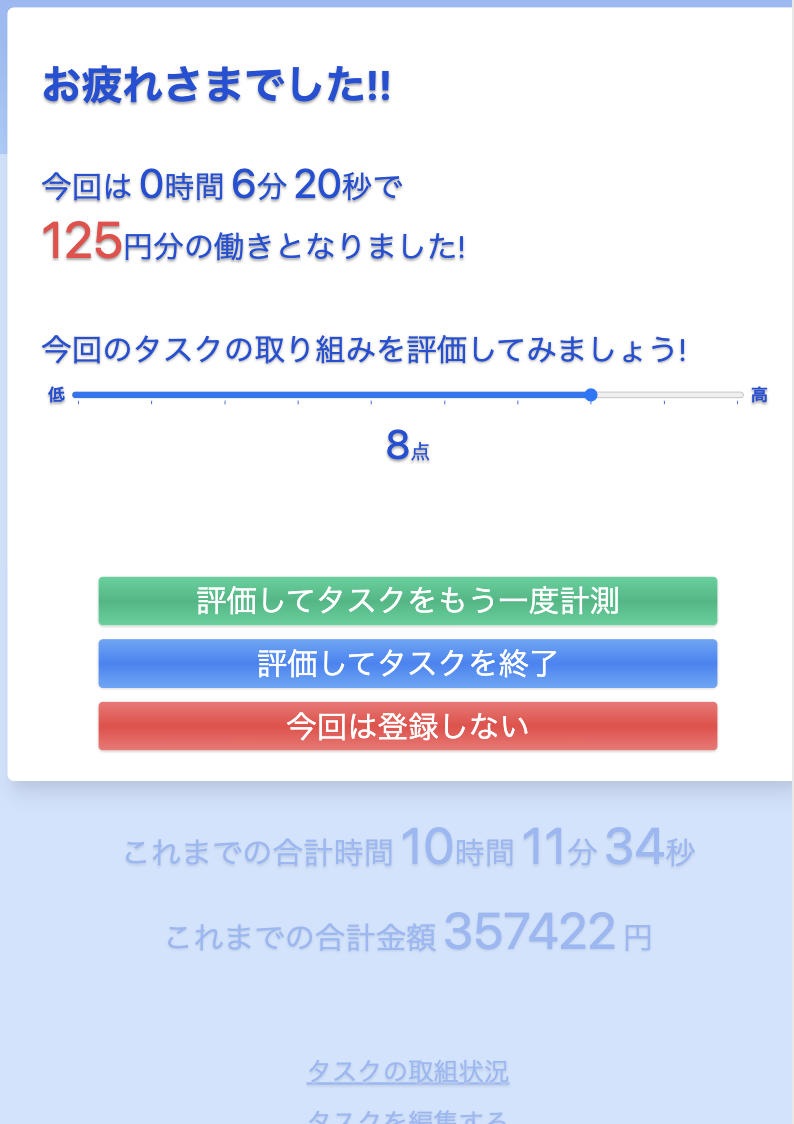 お疲れさまでした!!
今回は 0時間 6分 20秒で
125円分の働きとなりました!
今回のタスクの取り組みを評価してみましょう!
低 高
8点
評価してタスクをもう一度計測
評価してタスクを終了
今回は登録しない
これまでの合計時間 10時間 11分 34秒
これまでの合計金額 357422 円
タスクの取組状況
タスクを編集する